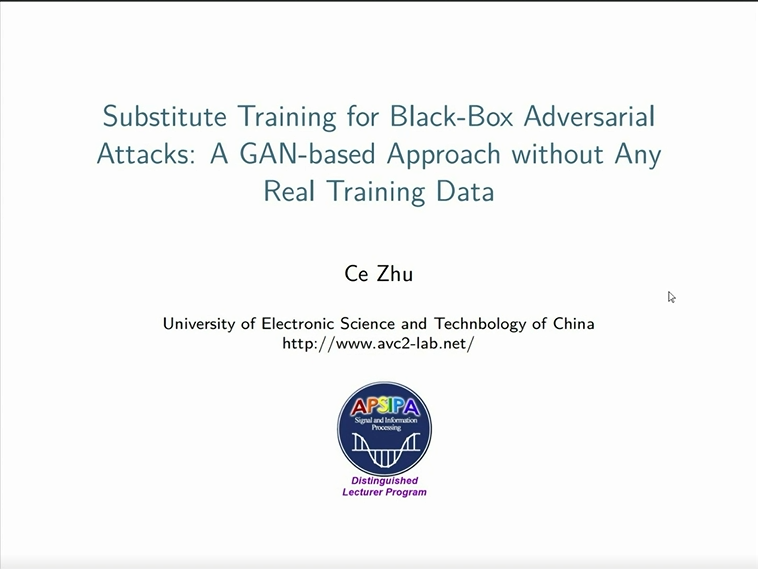 Substitute Training for Black-Box Adversarial
Attacks: A GAN-based Approach without Any
Real Training Data
Ce Zhu
University of Electronic Science and Technbology of China
http://www.avc2-lab.net/
APSIPA
Signal and Information
Processing
Distinguished
Lecturer Program